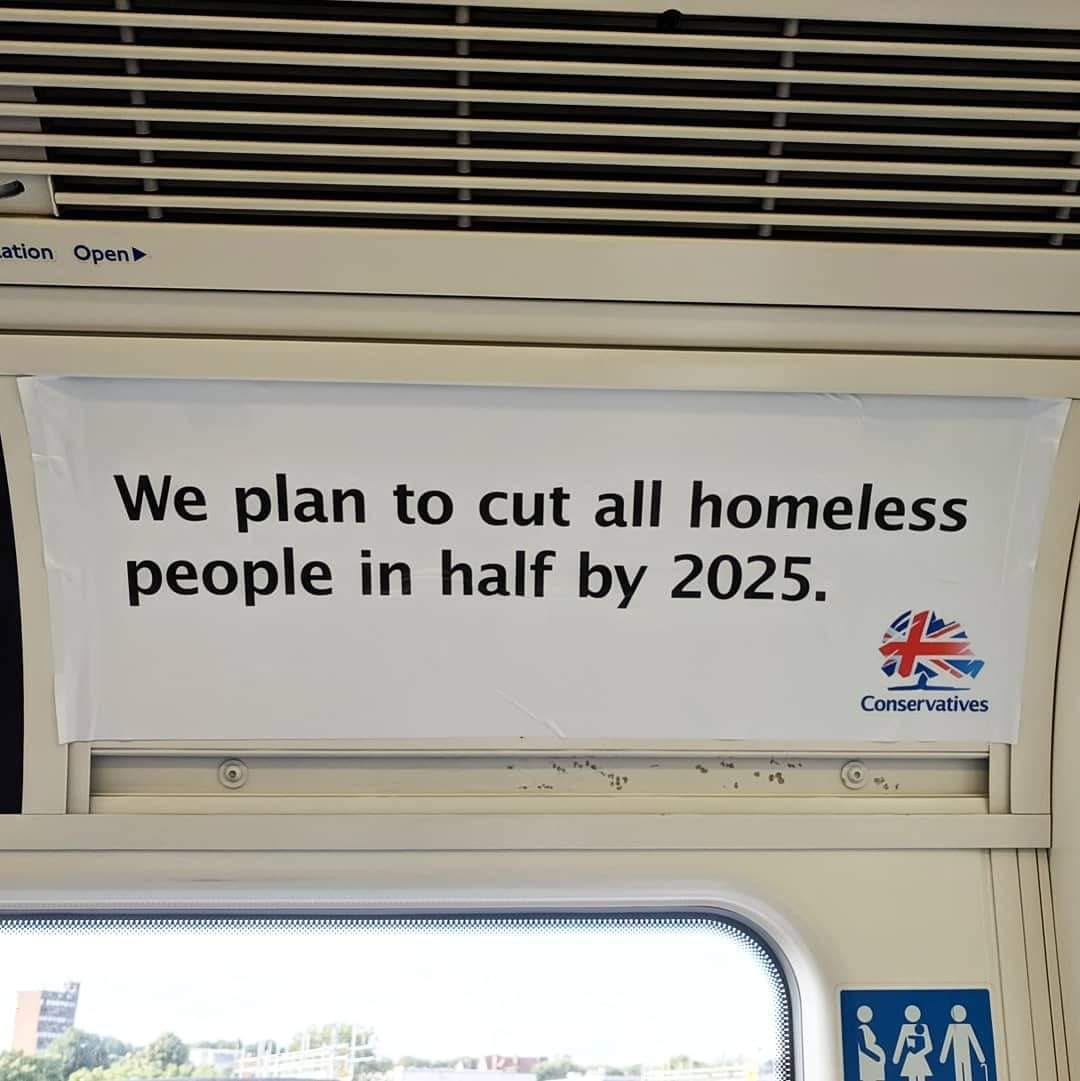 ation Open▶
We plan to cut all homeless
people in half by 2025.
Conservatives